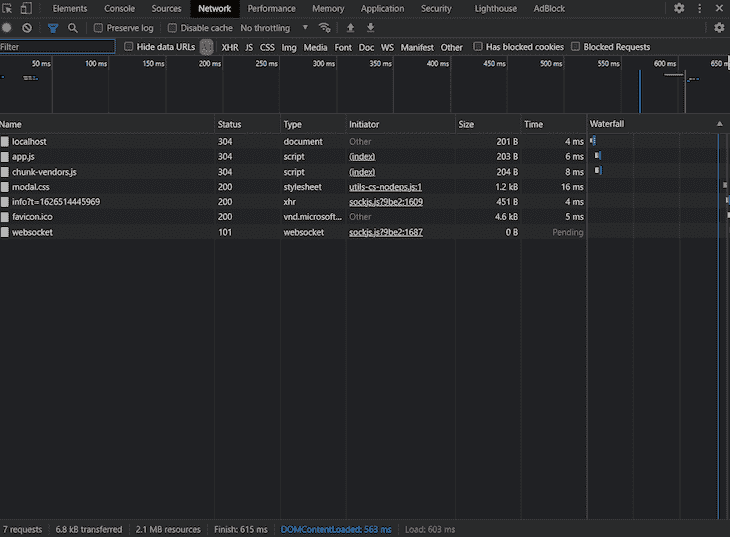 Elements Console Sources Network Performance Memory Application Security Lighthouse AdBlock
Preserve log Disable cache No throttling
Filter Hide data URLs All XHR JS CSS Img Media Font Doc WS Manifest Other Has blocked cookies Blocked Requests
50 ms 100 ms 150 ms 200 ms 250 ms 300 ms 350 ms 400 ms 450 ms 500 ms 550 ms 600 ms 650 m
Name Status Type Initiator Size Time Waterfall
localhost 304 document Other 201 B 4 ms
app.js 304 script (index) 203 B 6 ms
chunk-vendors.js 304 script (index) 204 B 8 ms
modal.css 200 stylesheet utils-cs-nodeps.js:1 1.2 kB 16 ms
info?t=1626514445969 200 xhr sockjs.js?9be2:1609 451 B 4 ms
favicon.ico 200 vnd.microsoft... Other 4.6 kB 5 ms
websocket 101 websocket sockjs.js?9be2:1687 0 B Pending
7 requests 6.8 kB transferred 2.1 MB resources Finish: 615 ms DOMContentLoaded: 563 ms Load: 603 ms